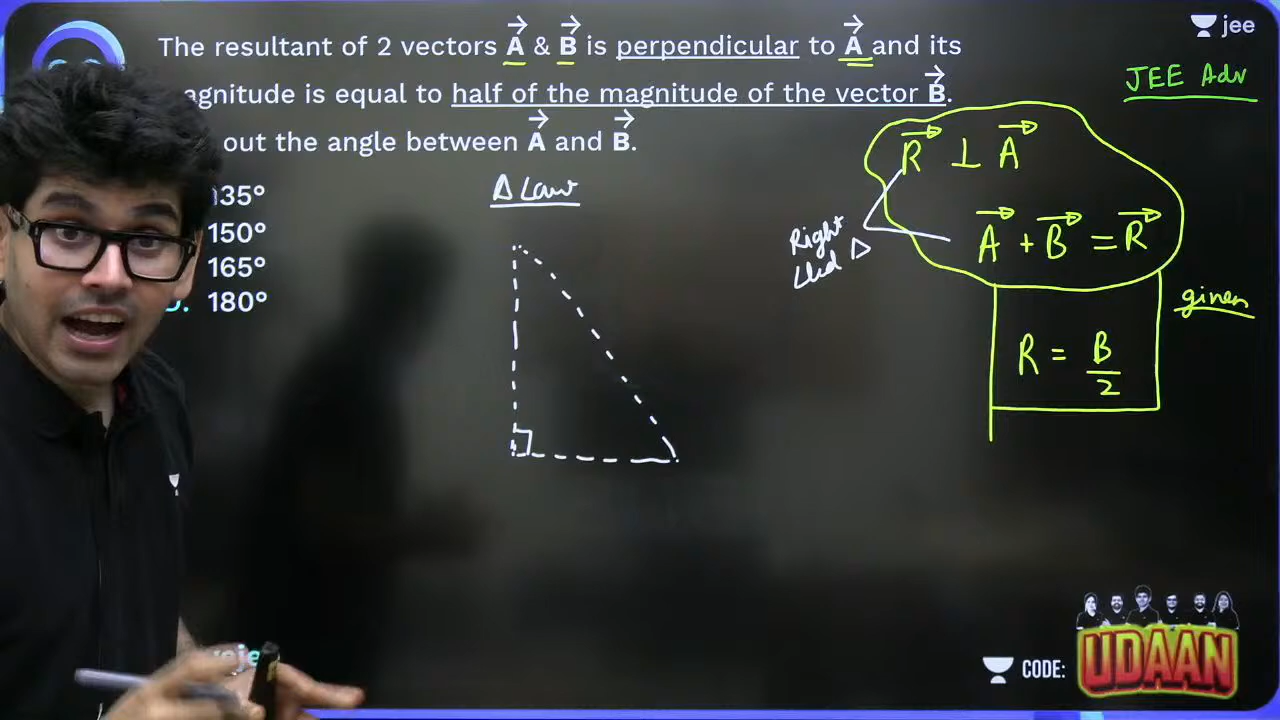 The resultant of 2 vectors A & B is perpendicular to A and its
agnitude is equal to half of the magnitude of the vector B.
out the angle between A and B.
135°
150°
165°
D. 180°
jee
JEE Adv
R ⊥ A
A + B = R
Right
Δ
Δ Law
given
R = B/2
CODE:
UDAAN